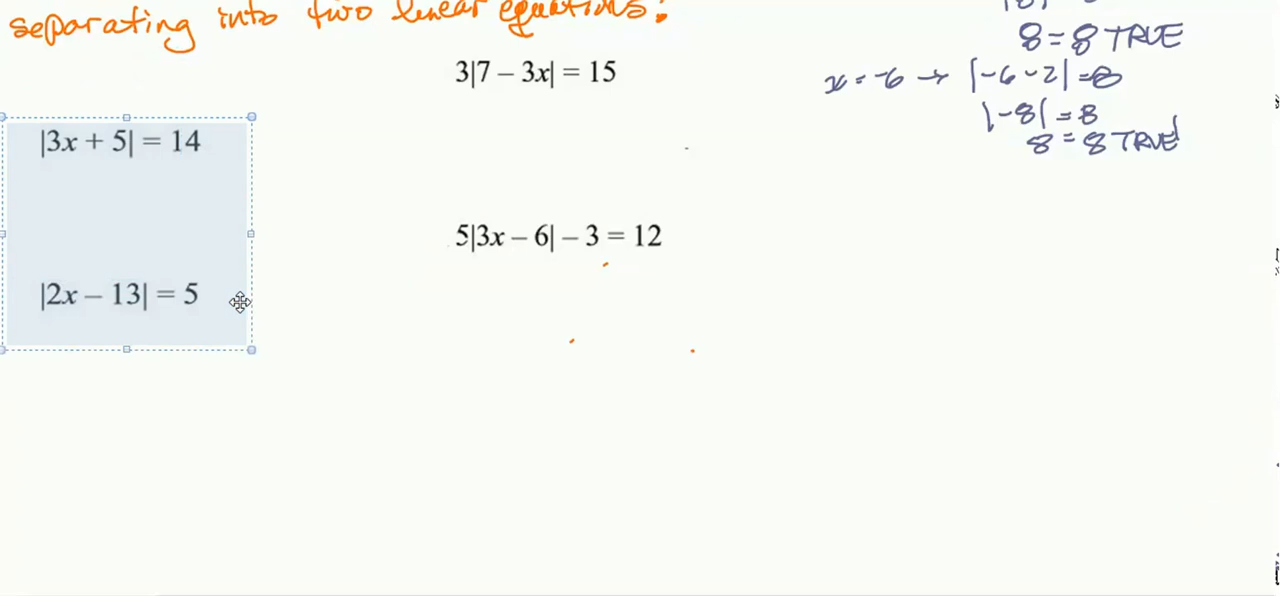 separating into two linear equations:
8 = 8 TRUE
3|7 – 3x| = 15
x = -6 → |-6-2| = 8
|-8| = 8
8 = 8 TRUE
|3x + 5| = 14
5|3x – 6| – 3 = 12
|2x – 13| = 5